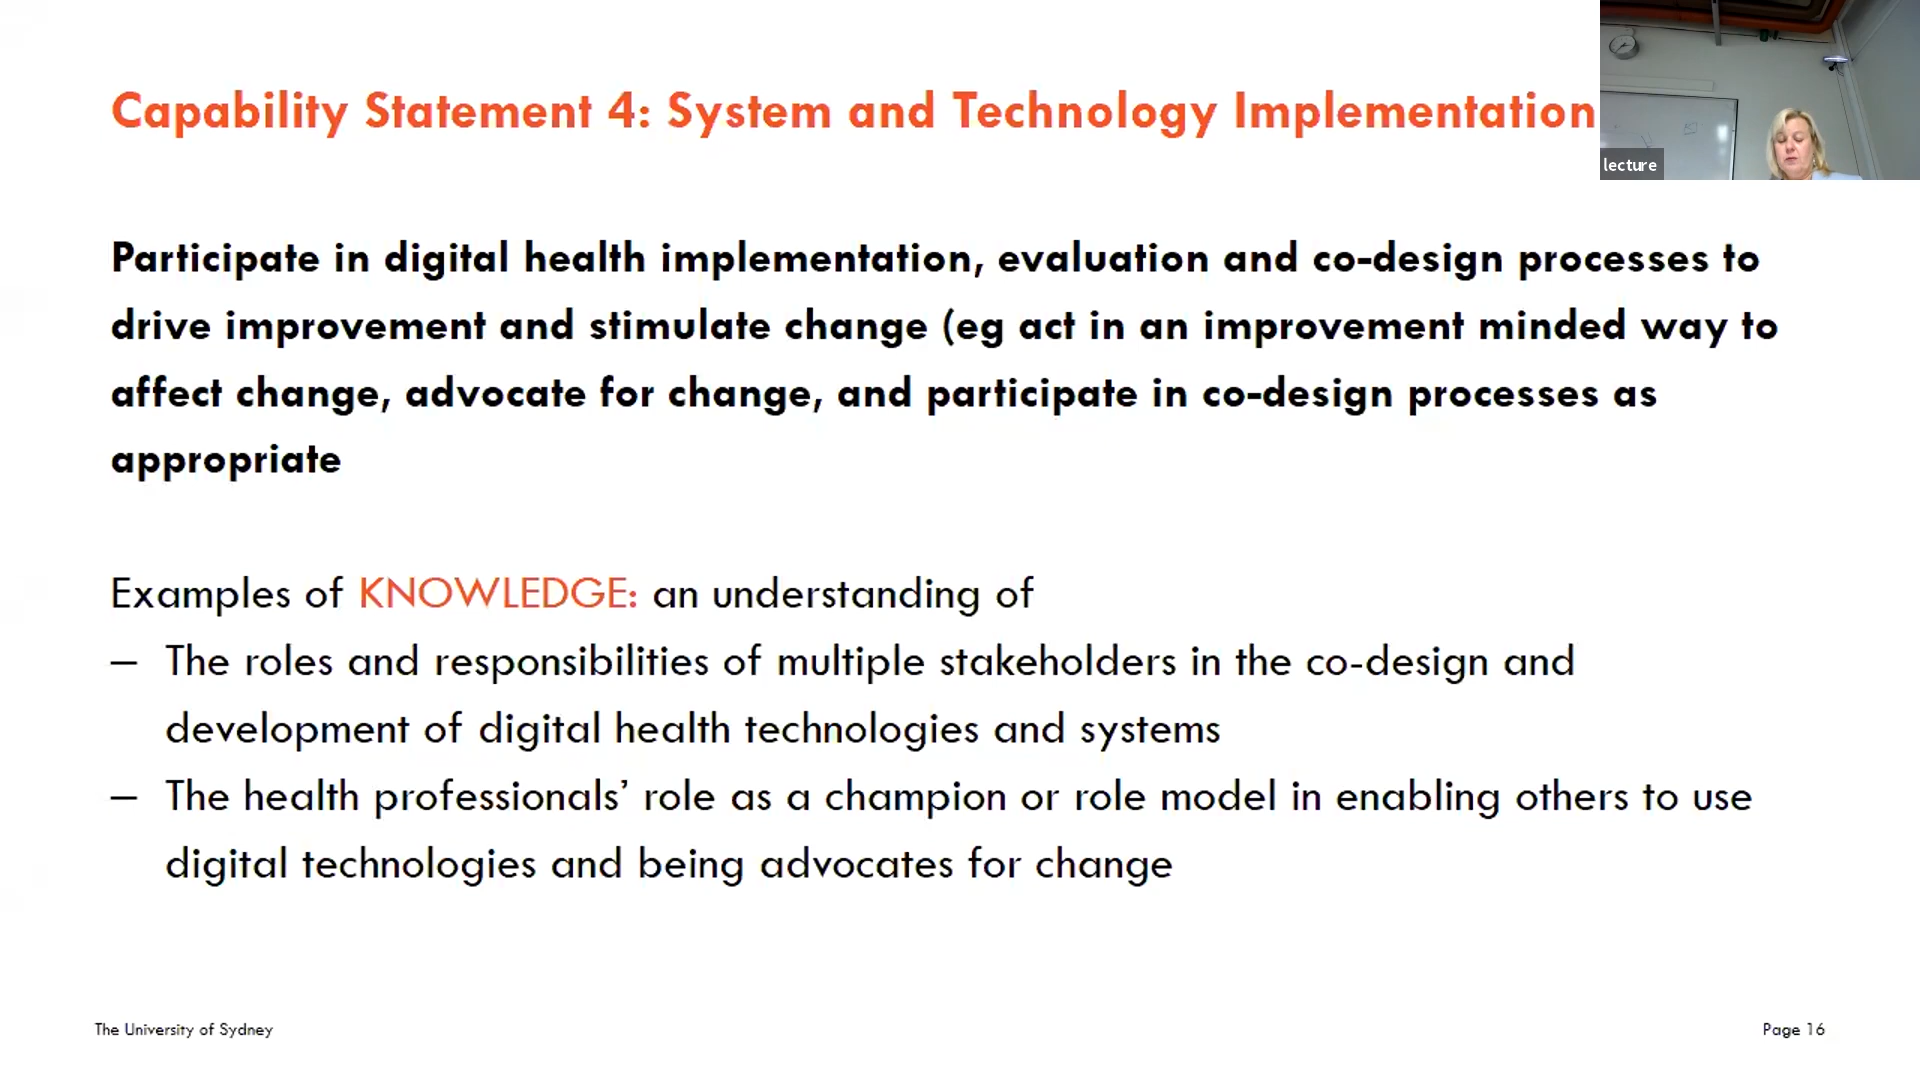 Capability Statement 4: System and Technology Implementation
lecture
Participate in digital health implementation, evaluation and co-design processes to
drive improvement and stimulate change (eg act in an improvement minded way to
affect change, advocate for change, and participate in co-design processes as
appropriate
Examples of KNOWLEDGE: an understanding of
– The roles and responsibilities of multiple stakeholders in the co-design and
development of digital health technologies and systems
– The health professionals’ role as a champion or role model in enabling others to use
digital technologies and being advocates for change
The University of Sydney
Page 16